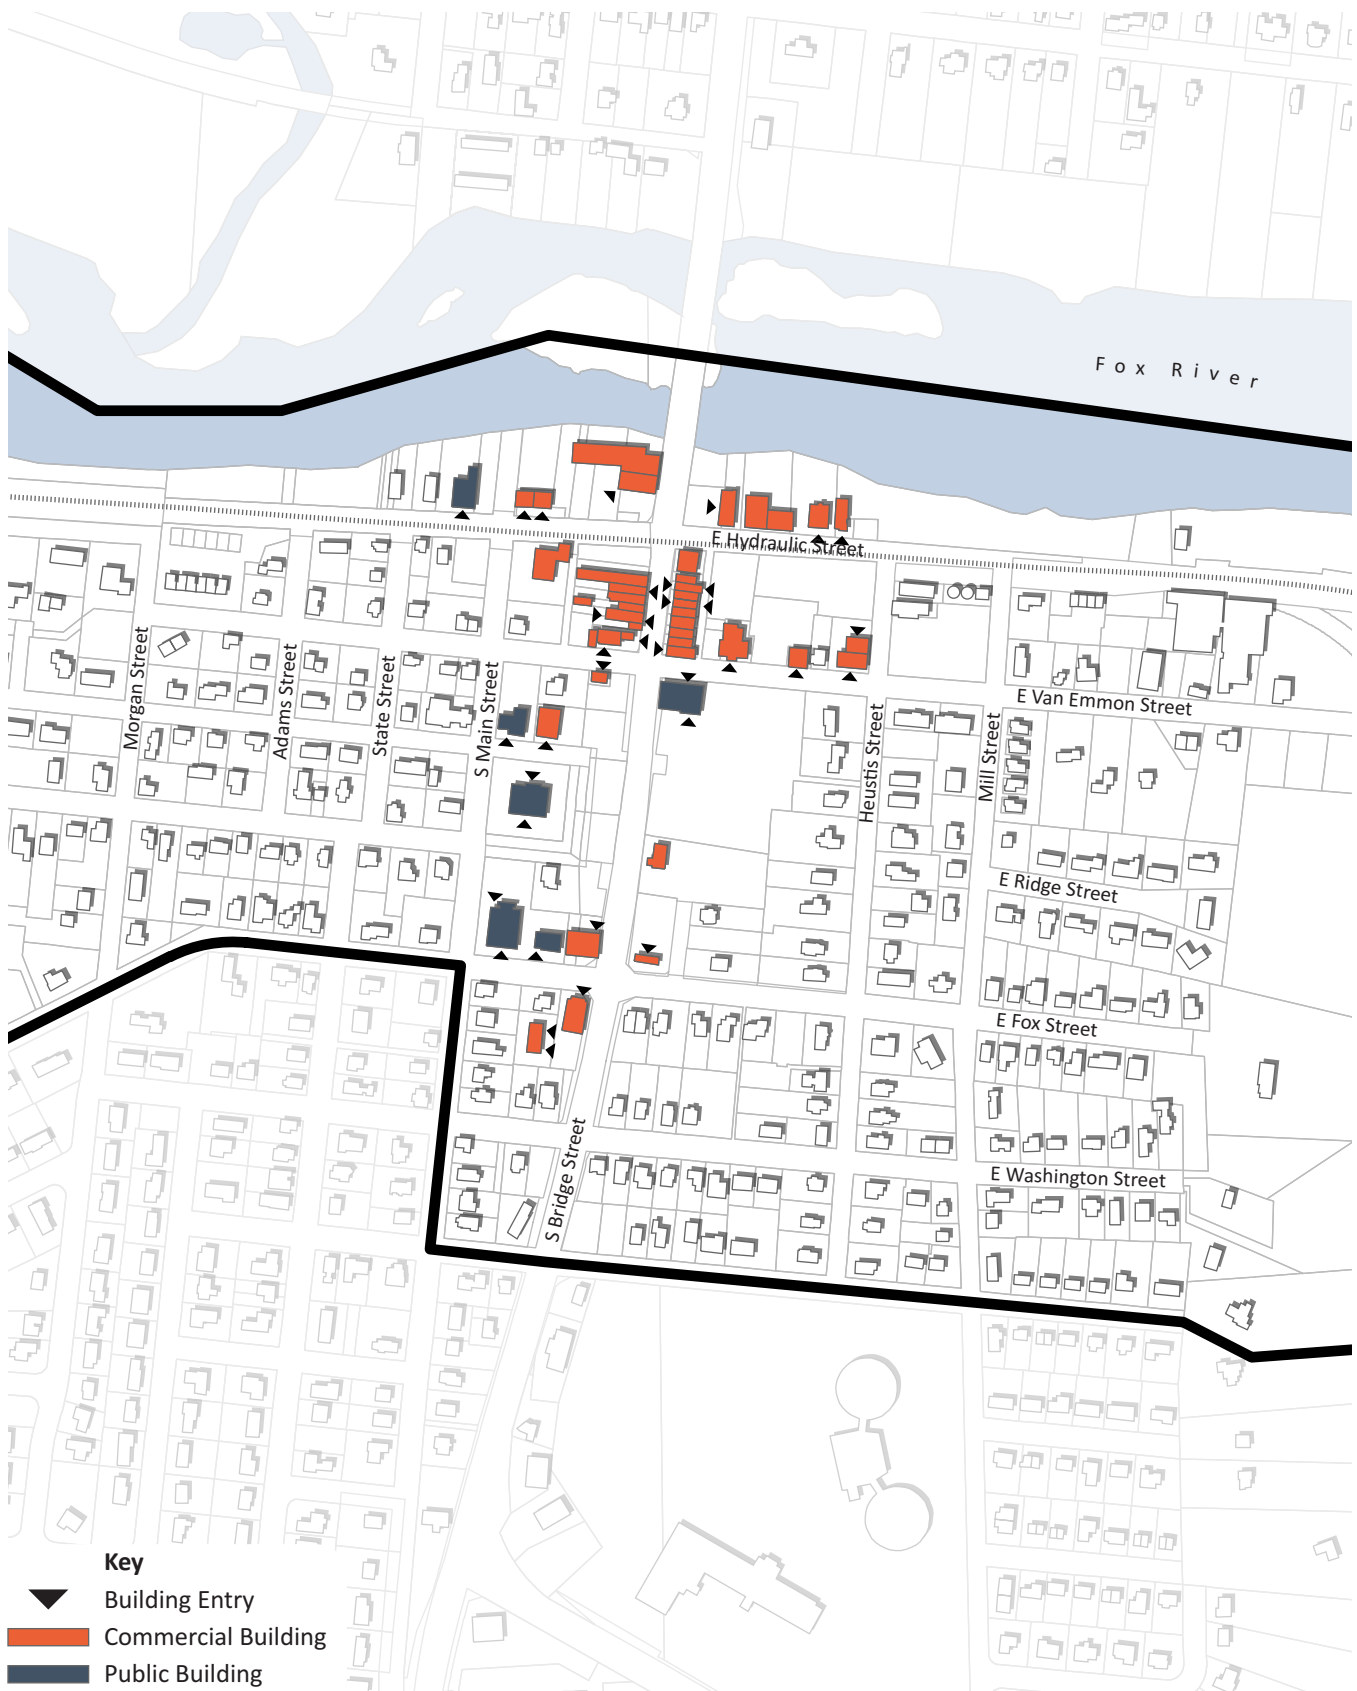 Fox River
E Hydraulic Street
Morgan Street
Adams Street
State Street
S Main Street
E Van Emmon Street
Heustis Street
Mill Street
E Ridge Street
E Fox Street
S Bridge Street
E Washington Street
Key
Building Entry
Commercial Building
Public Building